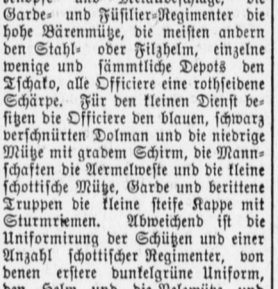 Garde- und Füsilier-Regimenter die
hohe Bärenmütze, die meisten andern
den Stahl- oder Filzhelm, einzelne
wenige und sämmtliche Depots den
Tschako, alle Officiere eine rothseidene
Schärpe. Für den kleinen Dienst be-
sitzen die Officiere den blauen, schwarz
verschnürten Dolman und die niedrige
Mütze mit gradem Schirm, die Mann-
schaften die Aermelweste und die kleine
schottische Mütze, Garde und berittene
Truppen die kleine steife Kappe mit
Sturmriemen. Abweichend ist die
Uniformirung der Schützen und einer
Anzahl schottischer Regimenter, von
denen erstere dunkelgrüne Uniform,
den Helm und die